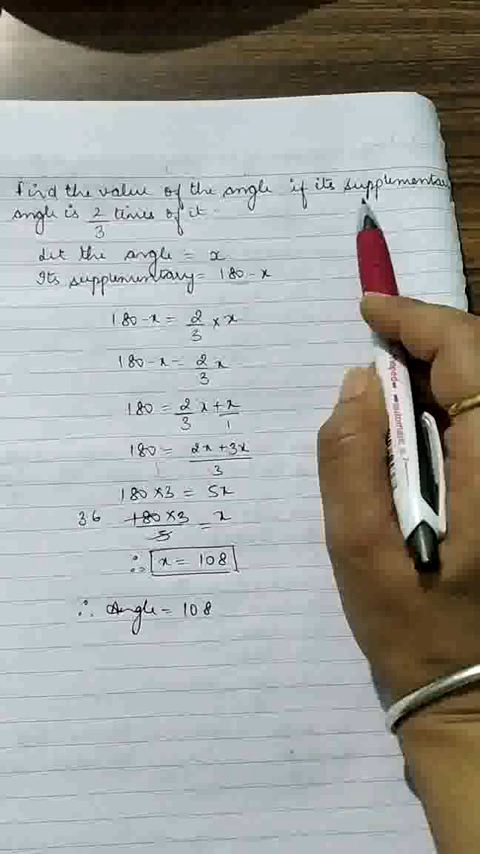 Find the value of the angle if its supplementary
angle is 2/3 times of it.
Let the angle = x
Its supplementary = 180 - x
180 - x = 2/3 × x
180 - x = 2/3 x
180 = 2/3 x + x/1
180 = 2x + 3x / 3
180 × 3 = 5x
36 180 × 3 / 5 = x
∴ x = 108
∴ Angle = 108